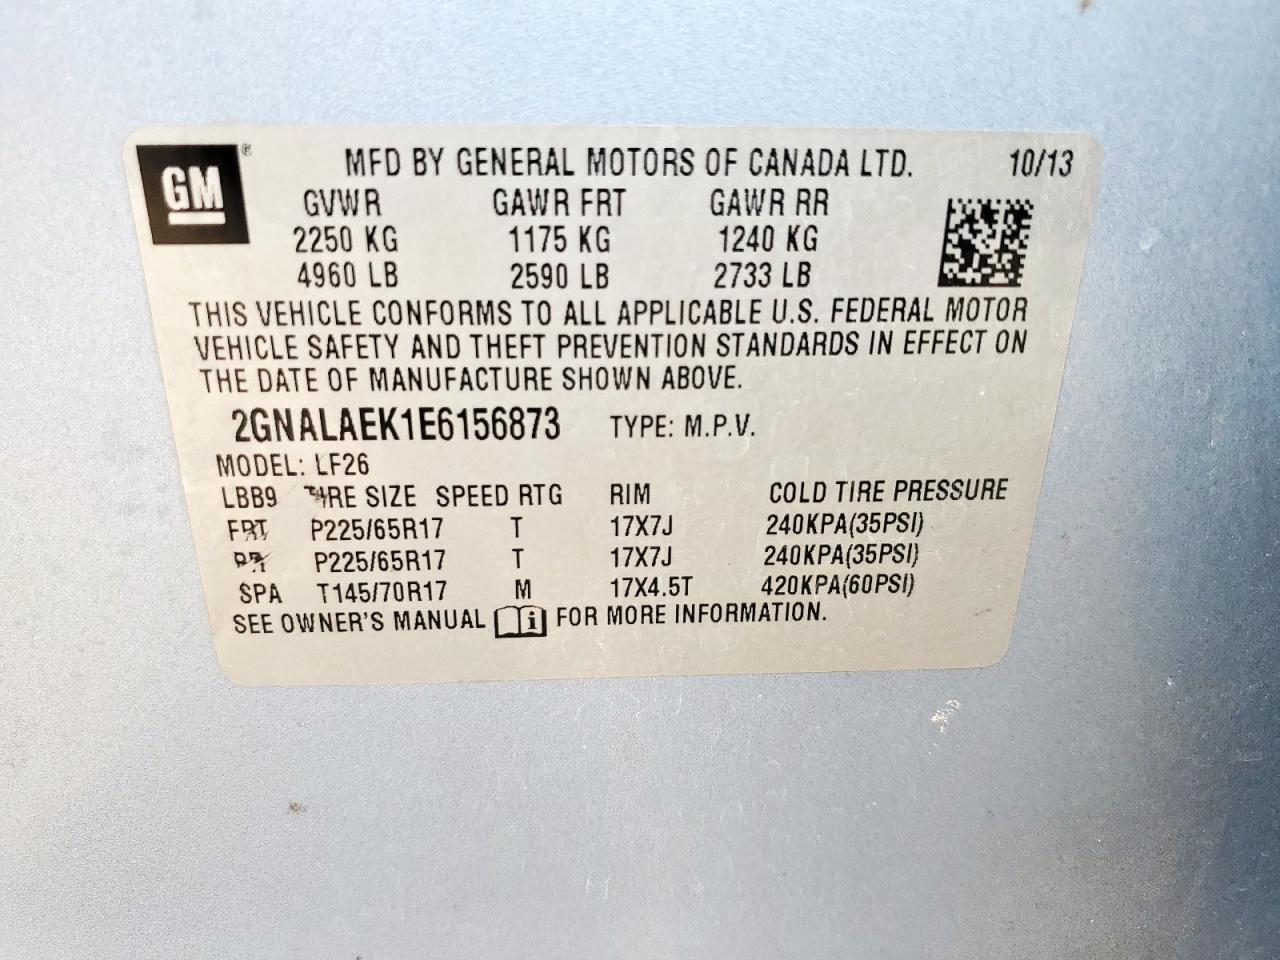 GM ® MFD BY GENERAL MOTORS OF CANADA LTD. 10/13
GVWR GAWR FRT GAWR RR
2250 KG 1175 KG 1240 KG
4960 LB 2590 LB 2733 LB
THIS VEHICLE CONFORMS TO ALL APPLICABLE U.S. FEDERAL MOTOR
VEHICLE SAFETY AND THEFT PREVENTION STANDARDS IN EFFECT ON
THE DATE OF MANUFACTURE SHOWN ABOVE.
2GNALAEK1E6156873 TYPE: M.P.V.
MODEL: LF26
LBB9 TIRE SIZE SPEED RTG RIM COLD TIRE PRESSURE
FRT P225/65R17 T 17X7J 240KPA(35PSI)
P225/65R17 T 17X7J 240KPA(35PSI)
SPA T145/70R17 M 17X4.5T 420KPA(60PSI)
SEE OWNER'S MANUAL i FOR MORE INFORMATION.